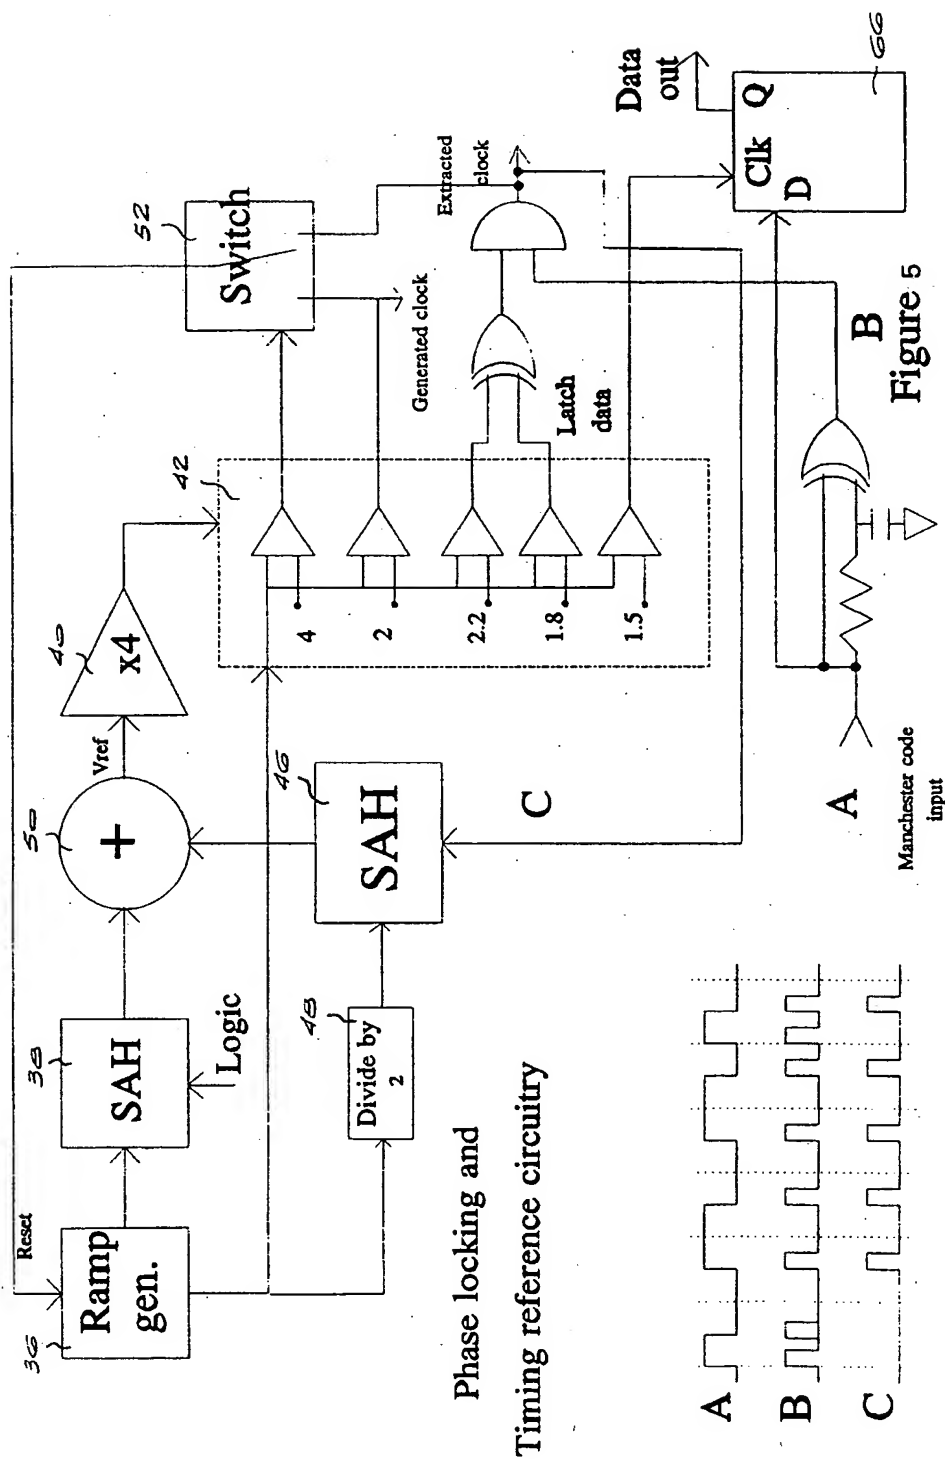 Reset
36
Ramp
gen.
38
SAH
Logic
50
+
Vref
40
x4
52
Switch
48
Divide by
2
46
SAH
42
4
2
2.2
1.8
1.5
Generated clock
Extracted
clock
Latch
data
Data
out
Clk
Q
D
66
C
A
Manchester code
input
B
Phase locking and
Timing reference circuitry
A
B
C
Figure 5